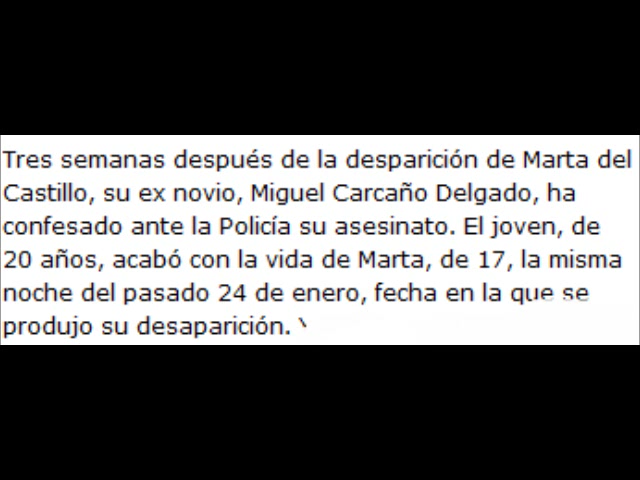 Tres semanas después de la desparición de Marta del
Castillo, su ex novio, Miguel Carcaño Delgado, ha
confesado ante la Policía su asesinato. El joven, de
20 años, acabó con la vida de Marta, de 17, la misma
noche del pasado 24 de enero, fecha en la que se
produjo su desaparición.